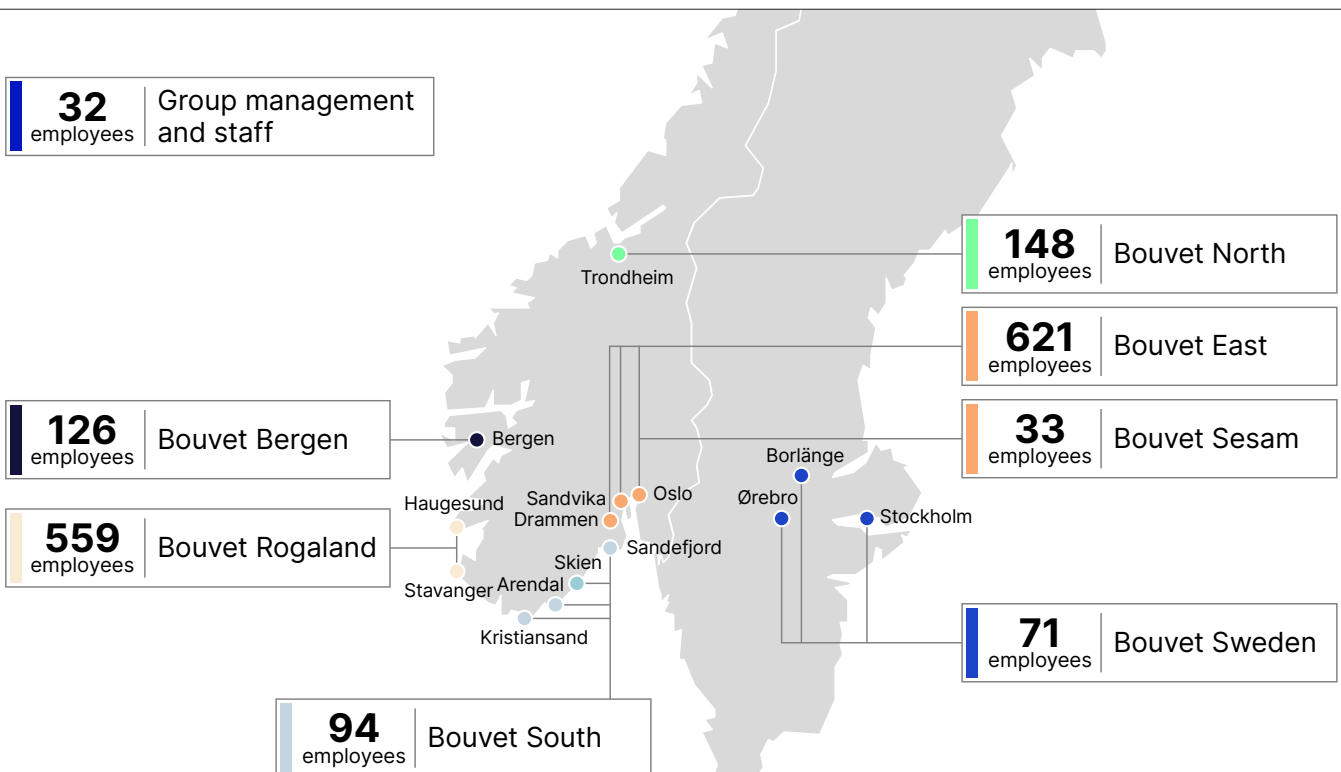 32
employees
Group management
and staff
148
employees
Bouvet North
Trondheim
621
employees
Bouvet East
126
employees
Bouvet Bergen
Bergen
33
employees
Bouvet Sesam
Borlänge
Ørebro
Stockholm
Oslo
Sandvika
Drammen
Haugesund
559
employees
Bouvet Rogaland
Stavanger
Sandefjord
Skien
Arendal
Kristiansand
71
employees
Bouvet Sweden
94
employees
Bouvet South